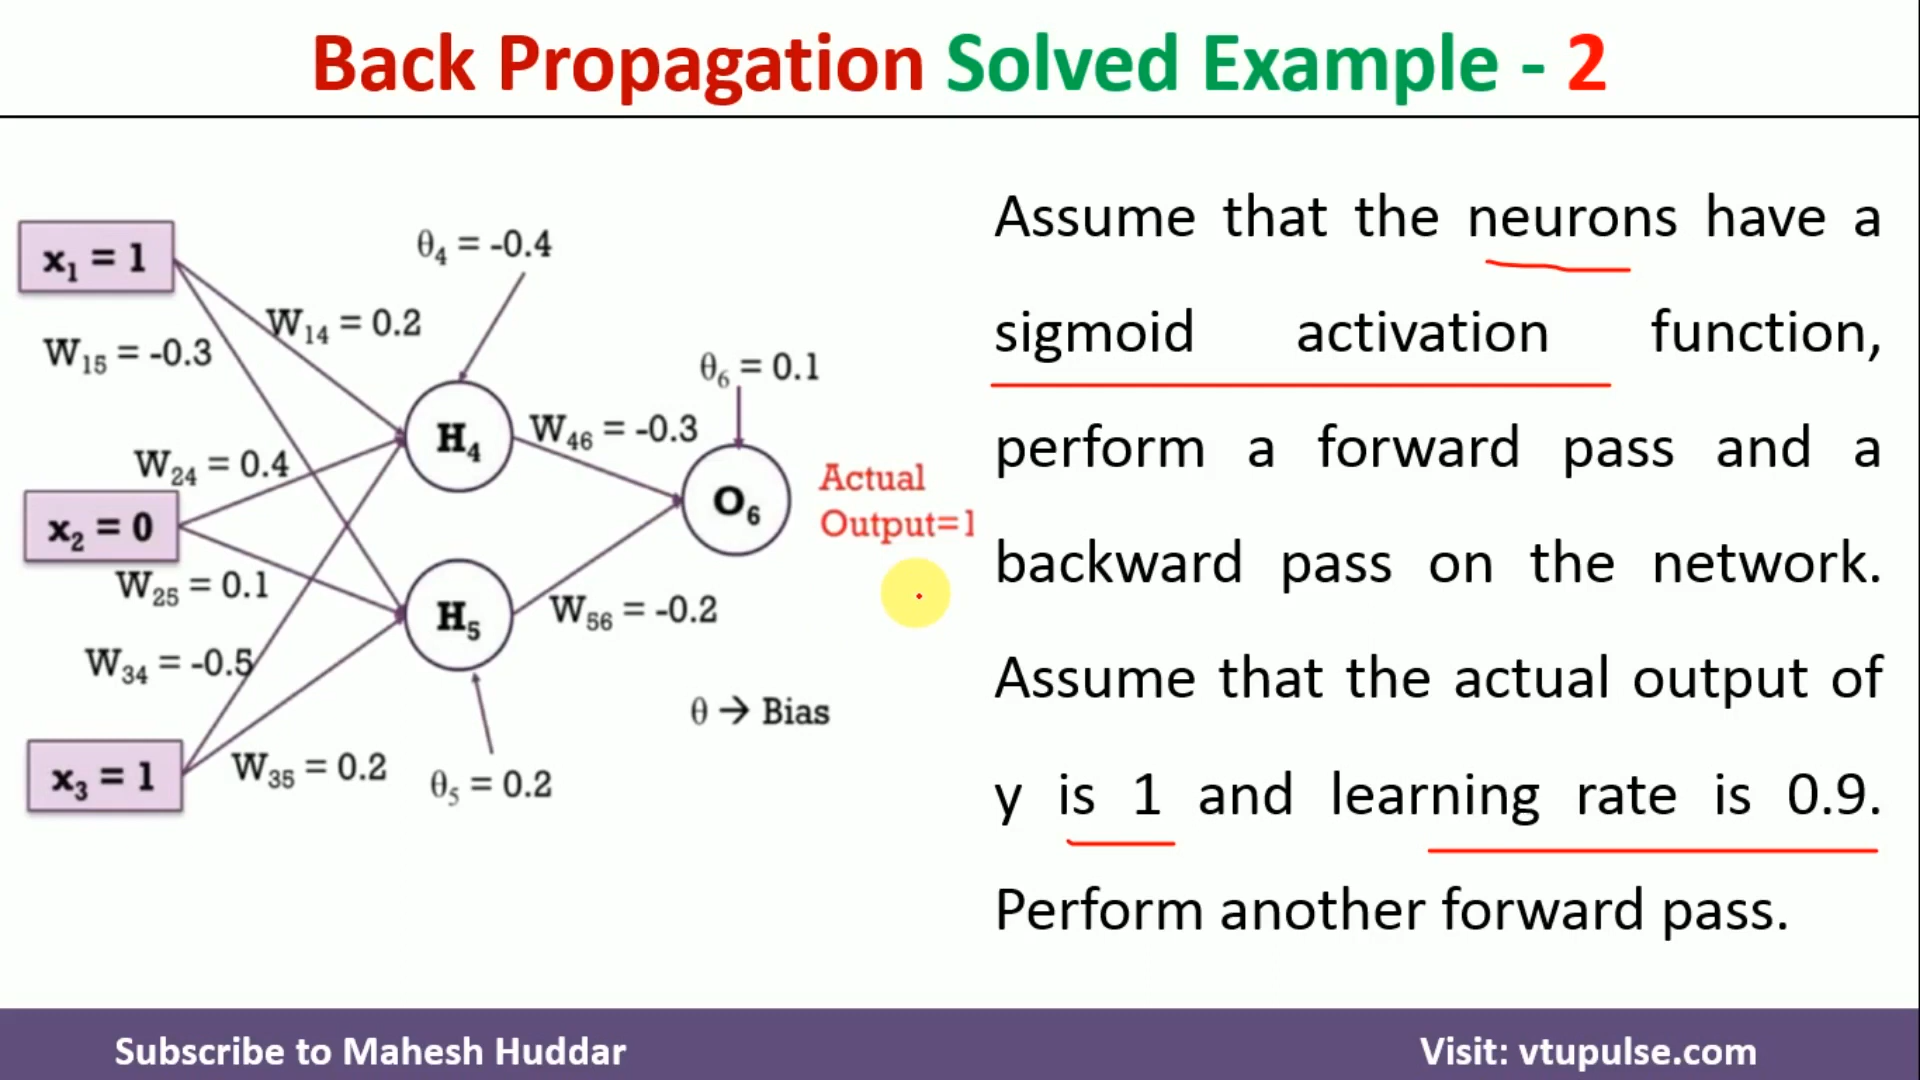 Back Propagation Solved Example - 2
x₁ = 1
θ₄ = -0.4
W₁₄ = 0.2
W₁₅ = -0.3
θ₆ = 0.1
H₄
W₄₆ = -0.3
W₂₄ = 0.4
x₂ = 0
O₆
Actual
Output=1
W₂₅ = 0.1
H₅
W₅₆ = -0.2
W₃₄ = -0.5
θ → Bias
x₃ = 1
W₃₅ = 0.2
θ₅ = 0.2
Assume that the neurons have a
sigmoid activation function,
perform a forward pass and a
backward pass on the network.
Assume that the actual output of
y is 1 and learning rate is 0.9.
Perform another forward pass.
Subscribe to Mahesh Huddar
Visit: vtupulse.com